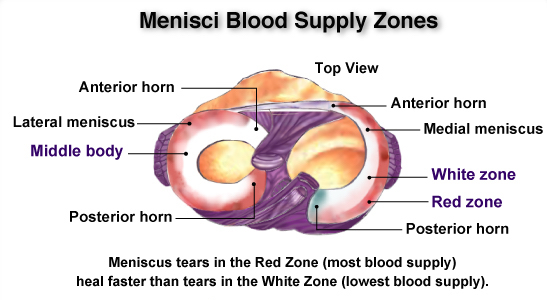 Menisci Blood Supply Zones
Top View
Anterior horn
Anterior horn
Lateral meniscus
Medial meniscus
Middle body
White zone
Red zone
Posterior horn
Posterior horn
Meniscus tears in the Red Zone (most blood supply)
heal faster than tears in the White Zone (lowest blood supply).